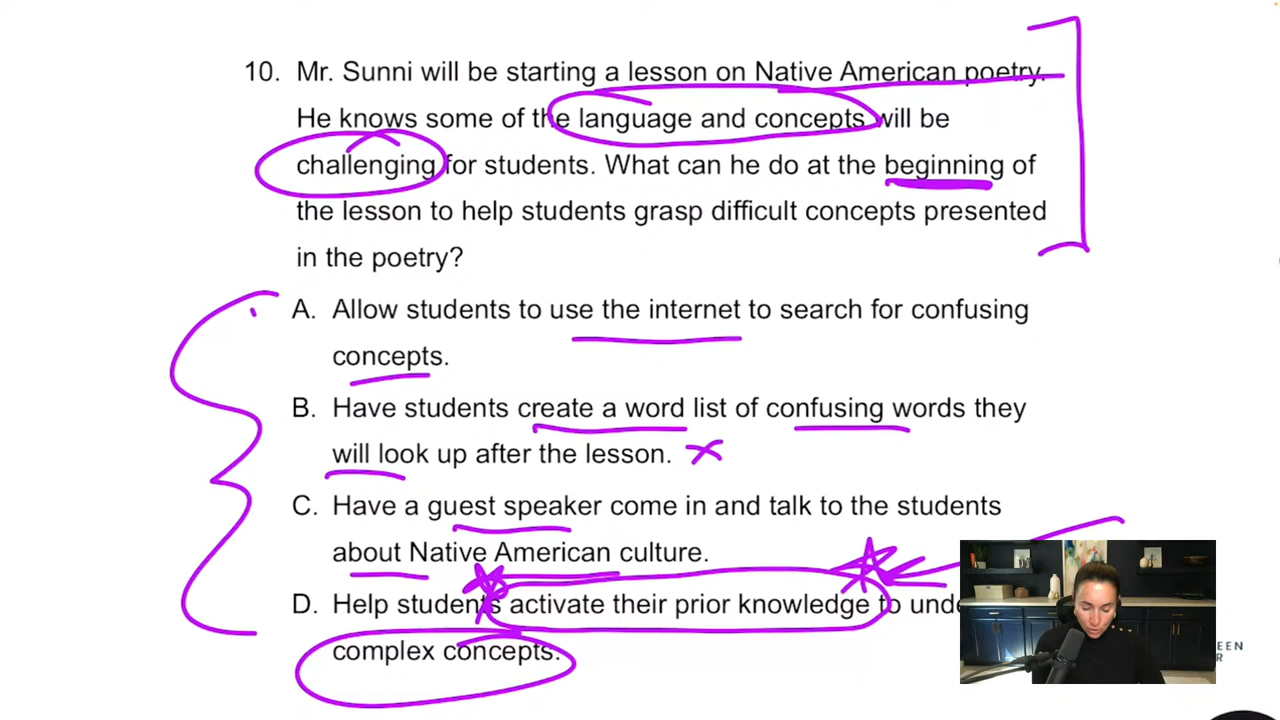 10. Mr. Sunni will be starting a lesson on Native American poetry.
He knows some of the language and concepts will be
challenging for students. What can he do at the beginning of
the lesson to help students grasp difficult concepts presented
in the poetry?
A. Allow students to use the internet to search for confusing
concepts.
B. Have students create a word list of confusing words they
will look up after the lesson.
C. Have a guest speaker come in and talk to the students
about Native American culture.
D. Help students activate their prior knowledge to
complex concepts.